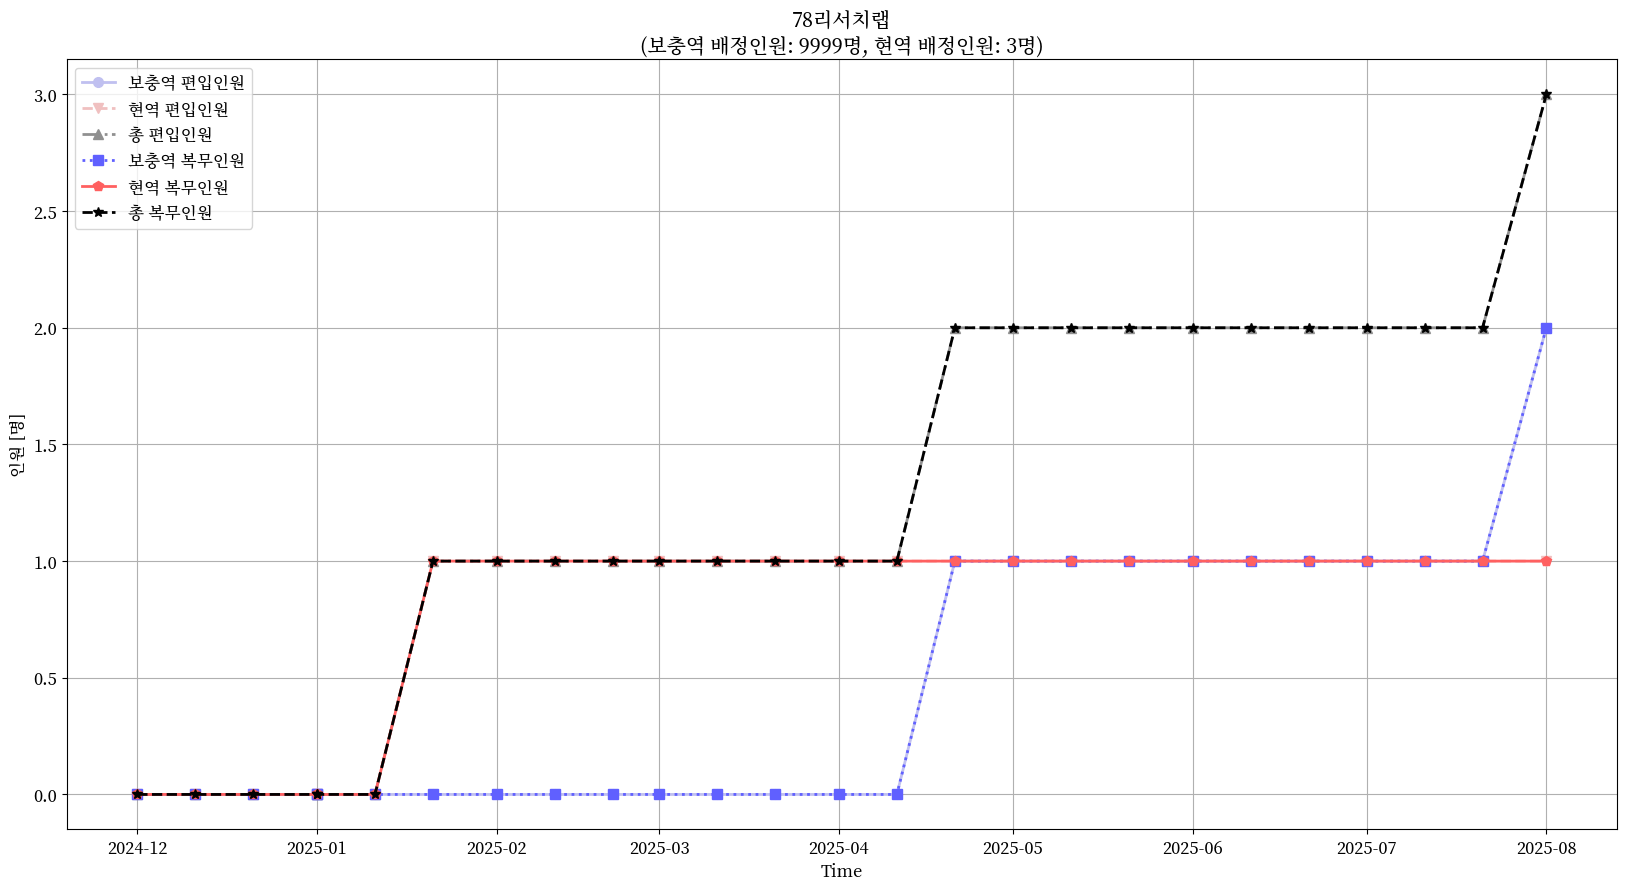 78리서치랩
(보충역 배정인원: 9999명, 현역 배정인원: 3명)
보충역 편입인원
현역 편입인원
총 편입인원
보충역 복무인원
현역 복무인원
총 복무인원
3.0
2.5
2.0
1.5
1.0
0.5
0.0
인원 [명]
2024-12
2025-01
2025-02
2025-03
2025-04
2025-05
2025-06
2025-07
2025-08
Time